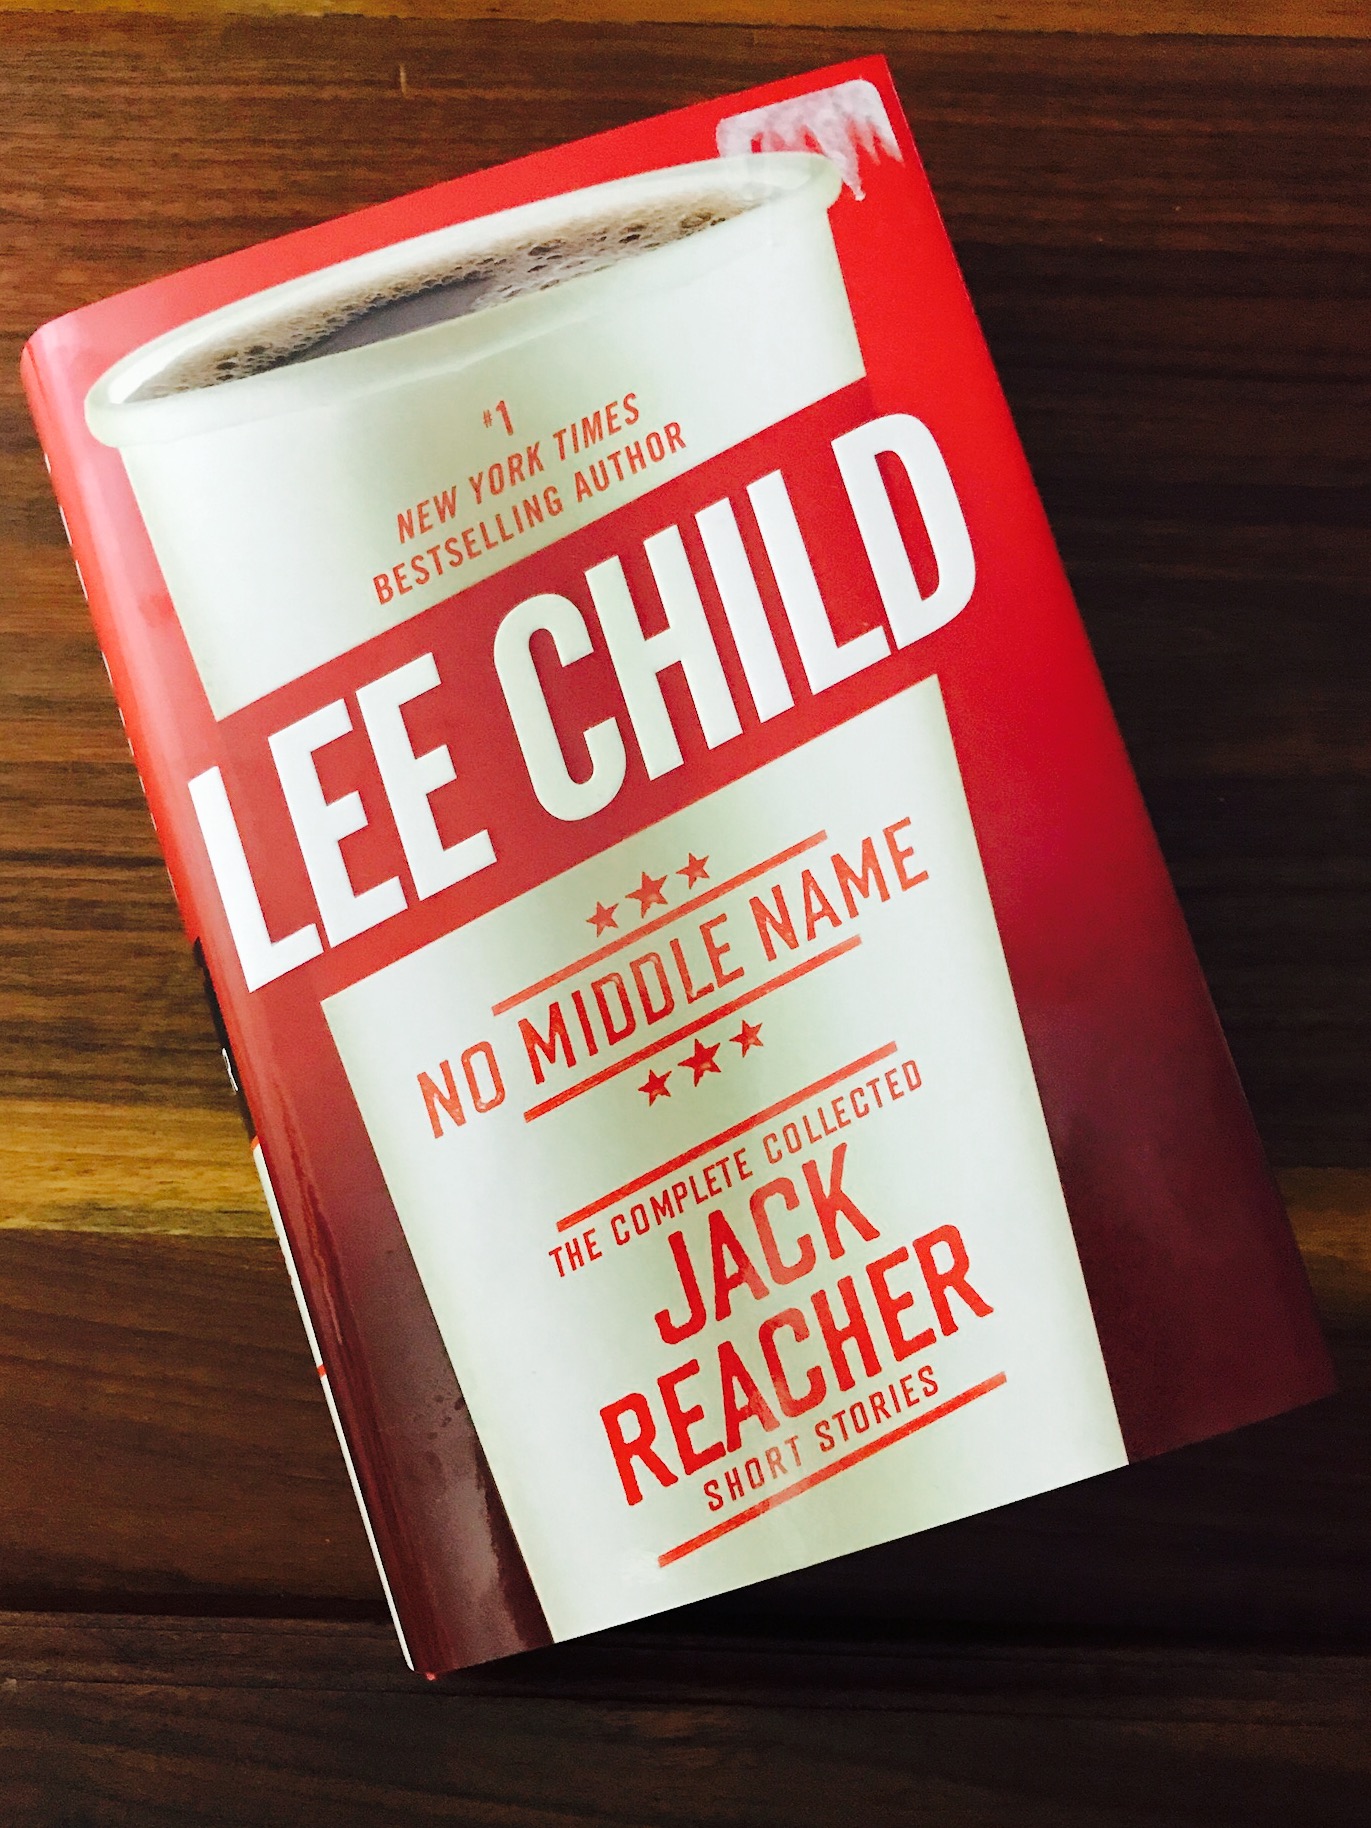 #1
NEW YORK TIMES
BESTSELLING AUTHOR
LEE CHILD
NO MIDDLE NAME
THE COMPLETE COLLECTED
JACK
REACHER
SHORT STORIES